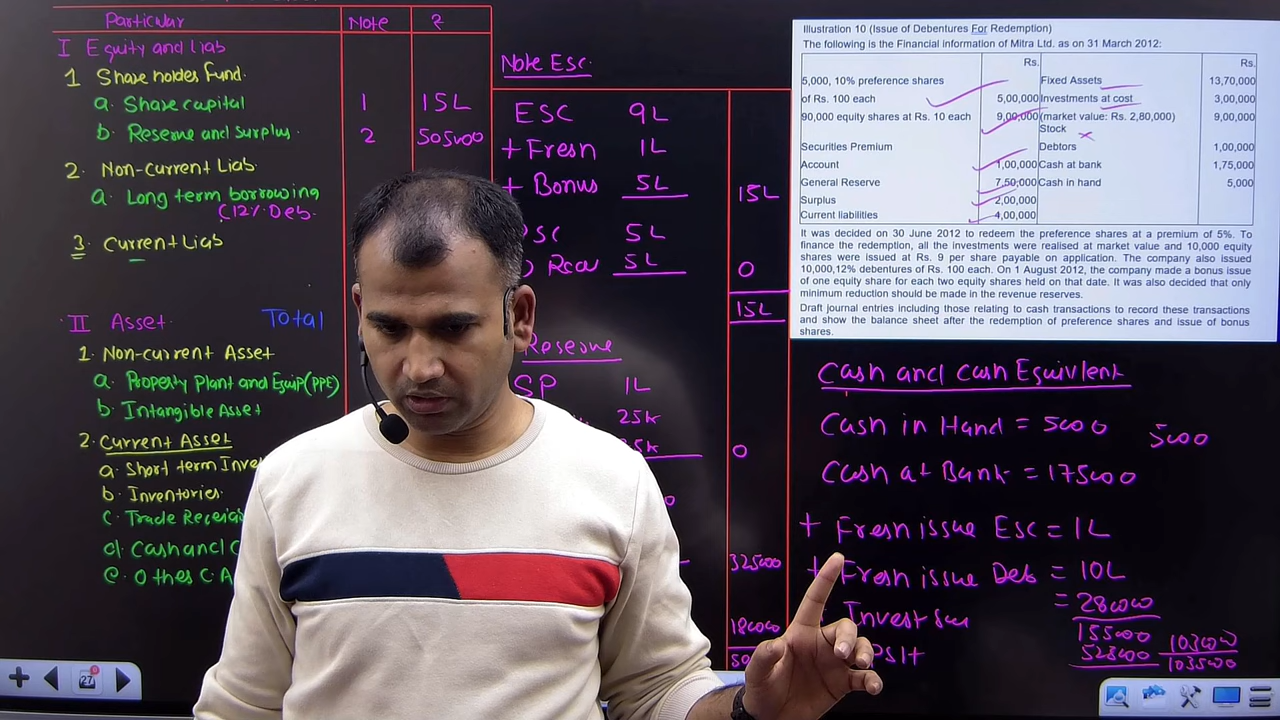 Particular Note ₹
I Equity and Liab
1 Share holdes fund.
a. Share capital 1 15L
b. Reserve and Surplus. 2 505000
2. Non-current Liab
a. Long term borrowing
(12% Deb.
3. Current Liab
II Asset. Total
1. Non-current Asset
a. Property Plant and Equip(PPE)
b. Intangible Asset
2. Current Asset
a. Short term Inve
b. Inventories.
c. Trade Receia
d. Cash and C
e. Othes C.A
Note Esc.
ESC 9L
+ Fresh 1L
+ Bonus 5L 15L
SC 5L
5L 0
15L
Reserve
SP 1L
25K
5K 0
325000
180000
50
Illustration 10 (Issue of Debentures For Redemption)
The following is the Financial information of Mitra Ltd. as on 31 March 2012:
Rs. Rs.
5,000, 10% preference shares Fixed Assets 13,70,000
of Rs. 100 each 5,00,000 Investments at cost 3,00,000
90,000 equity shares at Rs. 10 each 9,00,000 (market value: Rs. 2,80,000) 9,00,000
Stock
Securities Premium Debtors 1,00,000
Account 1,00,000 Cash at bank 1,75,000
General Reserve 7,50,000 Cash in hand 5,000
Surplus 2,00,000
Current liabilities 4,00,000
It was decided on 30 June 2012 to redeem the preference shares at a premium of 5%. To
finance the redemption, all the investments were realised at market value and 10,000 equity
shares were issued at Rs. 9 per share payable on application. The company also issued
10,000,12% debentures of Rs. 100 each. On 1 August 2012, the company made a bonus issue
of one equity share for each two equity shares held on that date. It was also decided that only
minimum reduction should be made in the revenue reserves.
Draft journal entries including those relating to cash transactions to record these transactions
and show the balance sheet after the redemption of preference shares and issue of bonus
shares.
Cash and Cash Equivlent
Cash in Hand = 5000 5000
Cash at Bank = 175000
+ Fresh issue Esc = 1L
+ Fresh issue Deb = 10L
Invest = 280000
155000
525000 103000
1035000
27